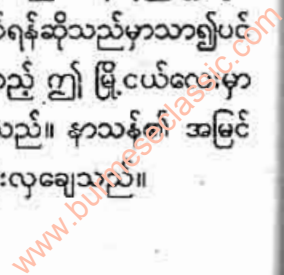 ရန်ဆိုသည်မှာသာ၍ပင်
ည့် ဤ မြို့ငယ်လေးမှာ
သည်။ နာသန်၏ အမြင်
းလှချေသည်။
www.burmeseclassic.com